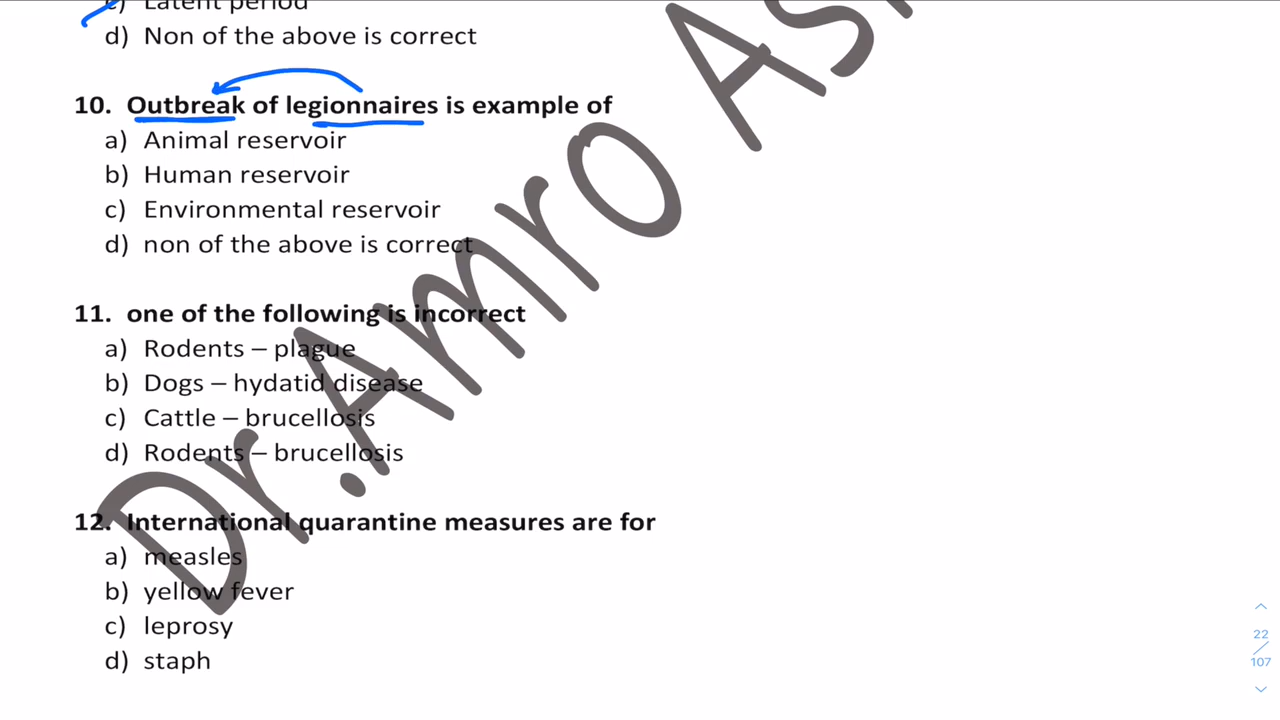 c) Latent period
d) Non of the above is correct
10. Outbreak of legionnaires is example of
a) Animal reservoir
b) Human reservoir
c) Environmental reservoir
d) non of the above is correct
11. one of the following is incorrect
a) Rodents – plague
b) Dogs – hydatid disease
c) Cattle – brucellosis
d) Rodents – brucellosis
12. International quarantine measures are for
a) measles
b) yellow fever
c) leprosy
d) staph
Dr.Amro As
22
107